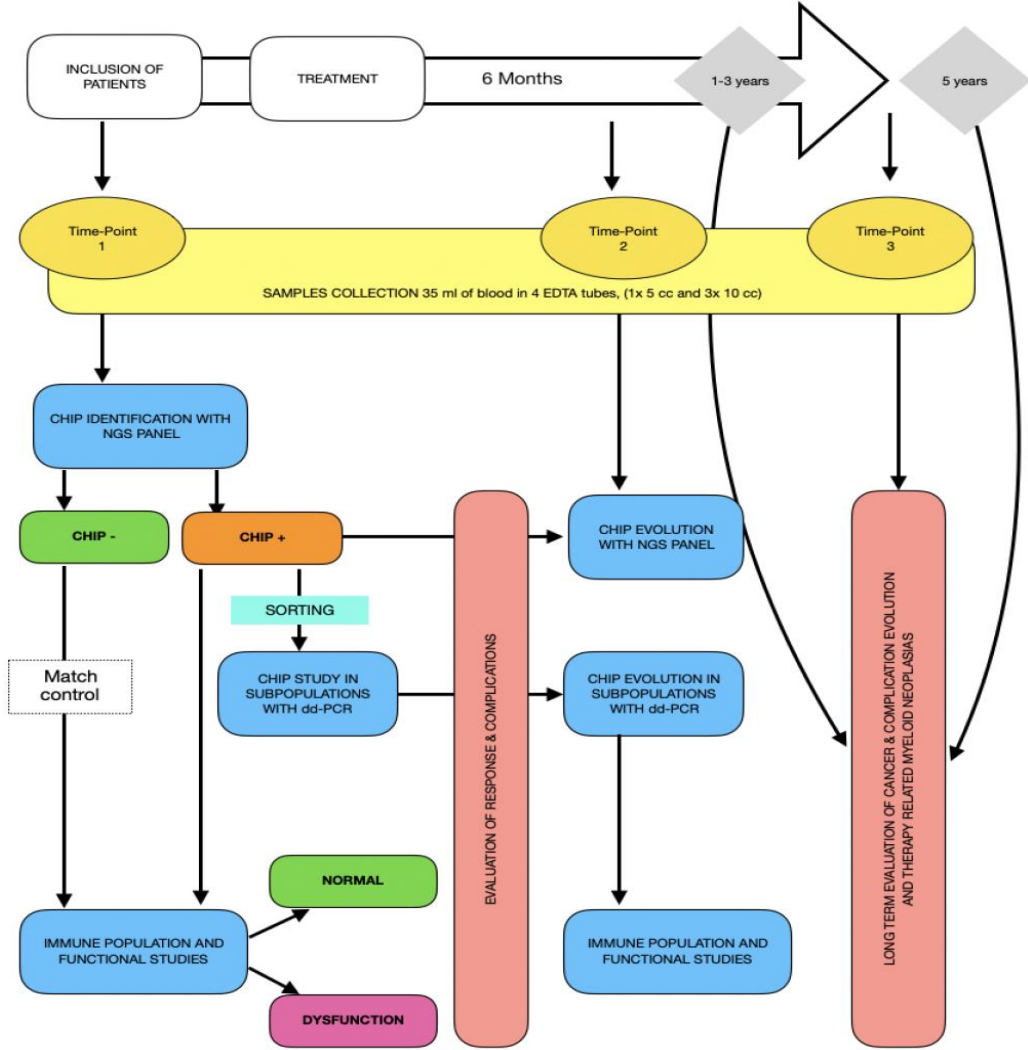 INCLUSION OF
PATIENTS
TREATMENT
6 Months
1-3 years
5 years
Time-Point
1
Time-Point
2
Time-Point
3
SAMPLES COLLECTION 35 ml of blood in 4 EDTA tubes, (1x 5 cc and 3x 10 cc)
CHIP IDENTIFICATION WITH
NGS PANEL
CHIP -
CHIP +
CHIP EVOLUTION
WITH NGS PANEL
SORTING
Match
control
CHIP STUDY IN
SUBPOPULATIONS
WITH dd-PCR
CHIP EVOLUTION IN
SUBPOPULATIONS
WITH dd-PCR
EVALUATION OF RESPONSE & COMPLICATIONS
LONG TERM EVALUATION OF CANCER & COMPLICATION EVOLUTION
AND THERAPY RELATED MYELOID NEOPLASIAS
NORMAL
IMMUNE POPULATION AND
FUNCTIONAL STUDIES
IMMUNE POPULATION AND
FUNCTIONAL STUDIES
DYSFUNCTION